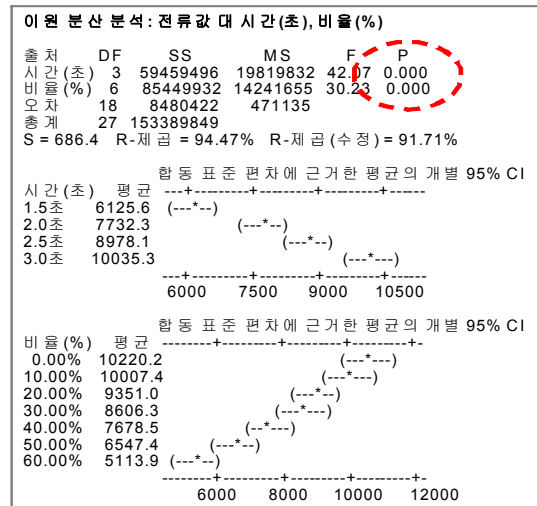 이원 분산 분석: 전류값 대 시간(초), 비율(%)
출처 DF SS MS F P
시간(초) 3 59459496 19819832 42.07 0.000
비율(%) 6 85449932 14241655 30.23 0.000
오차 18 8480422 471135
총계 27 153389849
S = 686.4 R-제곱 = 94.47% R-제곱(수정) = 91.71%
합동 표준 편차에 근거한 평균의 개별 95% CI
시간(초) 평균 ---+---------+---------+---------+------
1.5초 6125.6 (---*--)
2.0초 7732.3 (---*--)
2.5초 8978.1 (---*--)
3.0초 10035.3 (---*---)
---+---------+---------+---------+------
6000 7500 9000 10500
합동 표준 편차에 근거한 평균의 개별 95% CI
비율(%) 평균 --------+---------+---------+---------+-
0.00% 10220.2 (---*---)
10.00% 10007.4 (---*---)
20.00% 9351.0 (---*--)
30.00% 8606.3 (---*---)
40.00% 7678.5 (--*---)
50.00% 6547.4 (---*--)
60.00% 5113.9 (---*--)
--------+---------+---------+---------+-
6000 8000 10000 12000